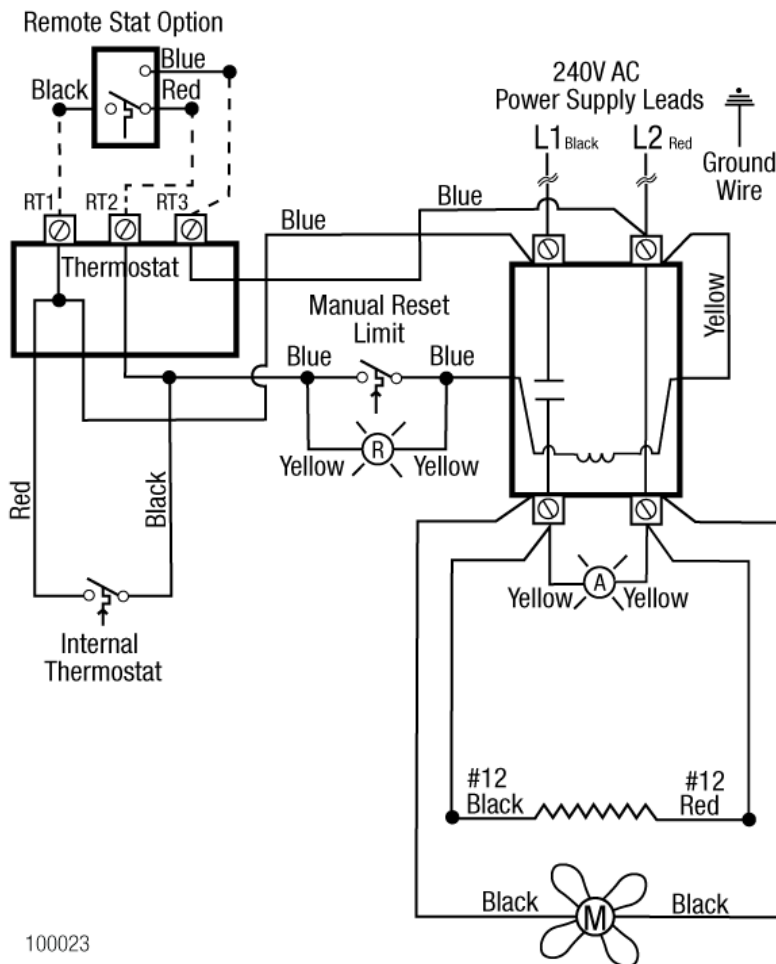 Remote Stat Option
Blue
Black
Red
240V AC
Power Supply Leads
L1 Black
L2 Red
Ground
Wire
RT1
RT2
RT3
Blue
Blue
Thermostat
Manual Reset
Limit
Yellow
Blue
Blue
R
Yellow
Yellow
Red
Black
A
Yellow
Yellow
Internal
Thermostat
#12
Black
#12
Red
Black
M
Black
100023